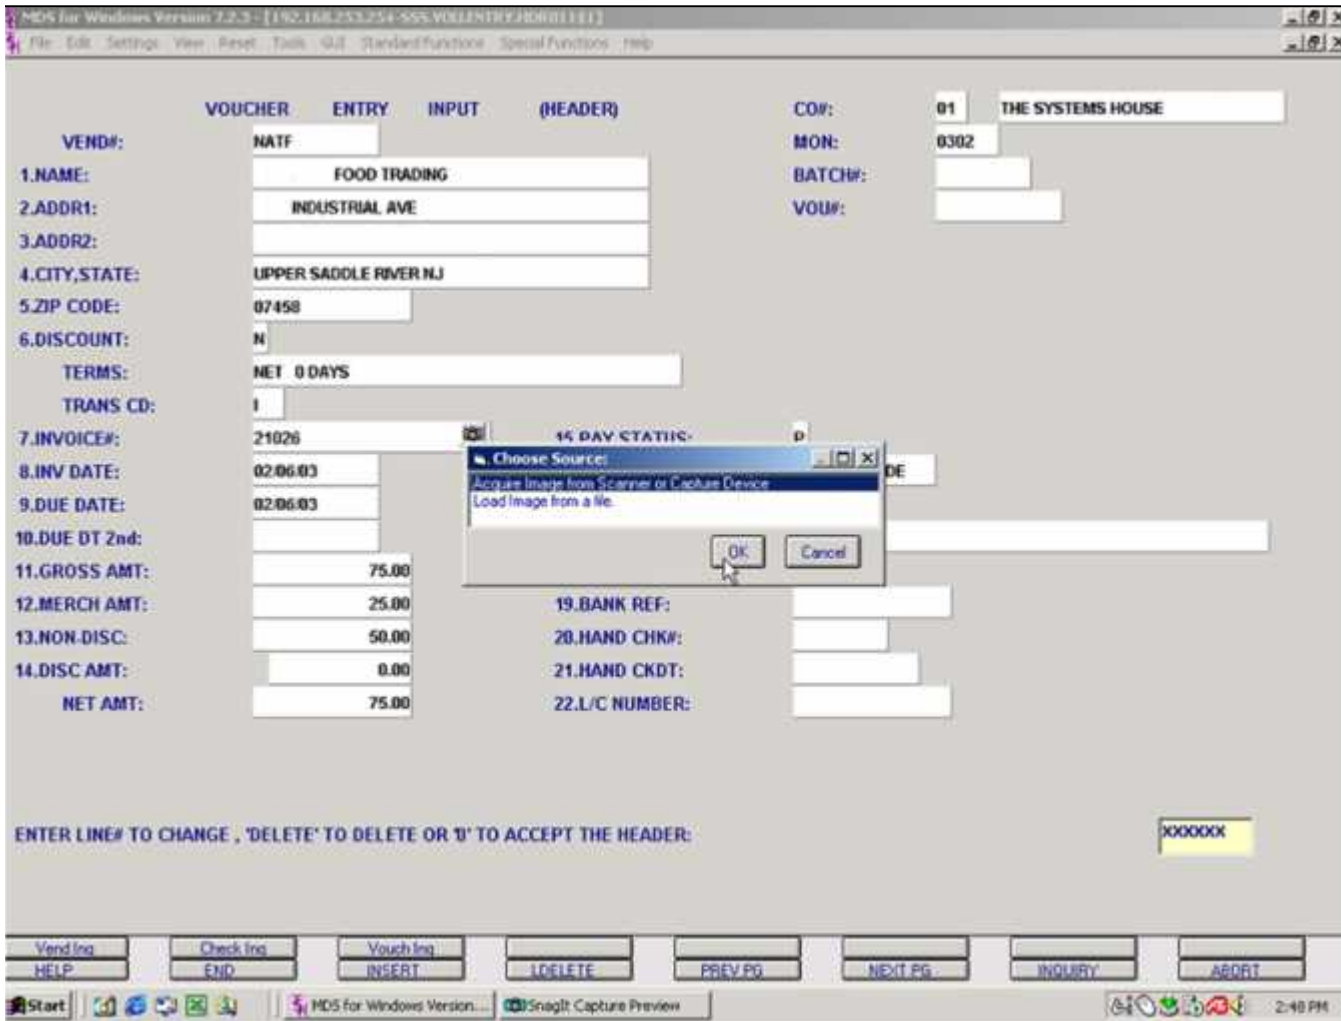 MDS for Windows Version 7.2.3 - [192.168.253.254-SSS.VOU.ENTRY.HDR01111]
File Edit Settings View Reset Tools GUI Standard Functions Special Functions Help
VOUCHER ENTRY INPUT (HEADER) CO#: 01 THE SYSTEMS HOUSE
VEND#: NATF MON: 0302
1.NAME: FOOD TRADING BATCH#:
2.ADDR1: INDUSTRIAL AVE VOU#:
3.ADDR2:
4.CITY,STATE: UPPER SADDLE RIVER NJ
5.ZIP CODE: 07458
6.DISCOUNT: N
TERMS: NET 0 DAYS
TRANS CD: I
7.INVOICE#: 21026 15.PAY STATUS: P
8.INV DATE: 02/06/03 DE
9.DUE DATE: 02/06/03
10.DUE DT 2nd:
Choose Source:
Acquire Image from Scanner or Capture Device
Load Image from a file.
OK Cancel
11.GROSS AMT: 75.00
12.MERCH AMT: 25.00 19.BANK REF:
13.NON-DISC: 50.00 20.HAND CHK#:
14.DISC AMT: 0.00 21.HAND CKDT:
NET AMT: 75.00 22.L/C NUMBER:
ENTER LINE# TO CHANGE , 'DELETE' TO DELETE OR '0' TO ACCEPT THE HEADER: XXXXXX
Vend Inq Check Inq Vouch Inq
HELP END INSERT LDELETE PREV PG NEXT PG INQUIRY ABORT
Start MDS for Windows Version.... SnagIt Capture Preview 2:48 PM